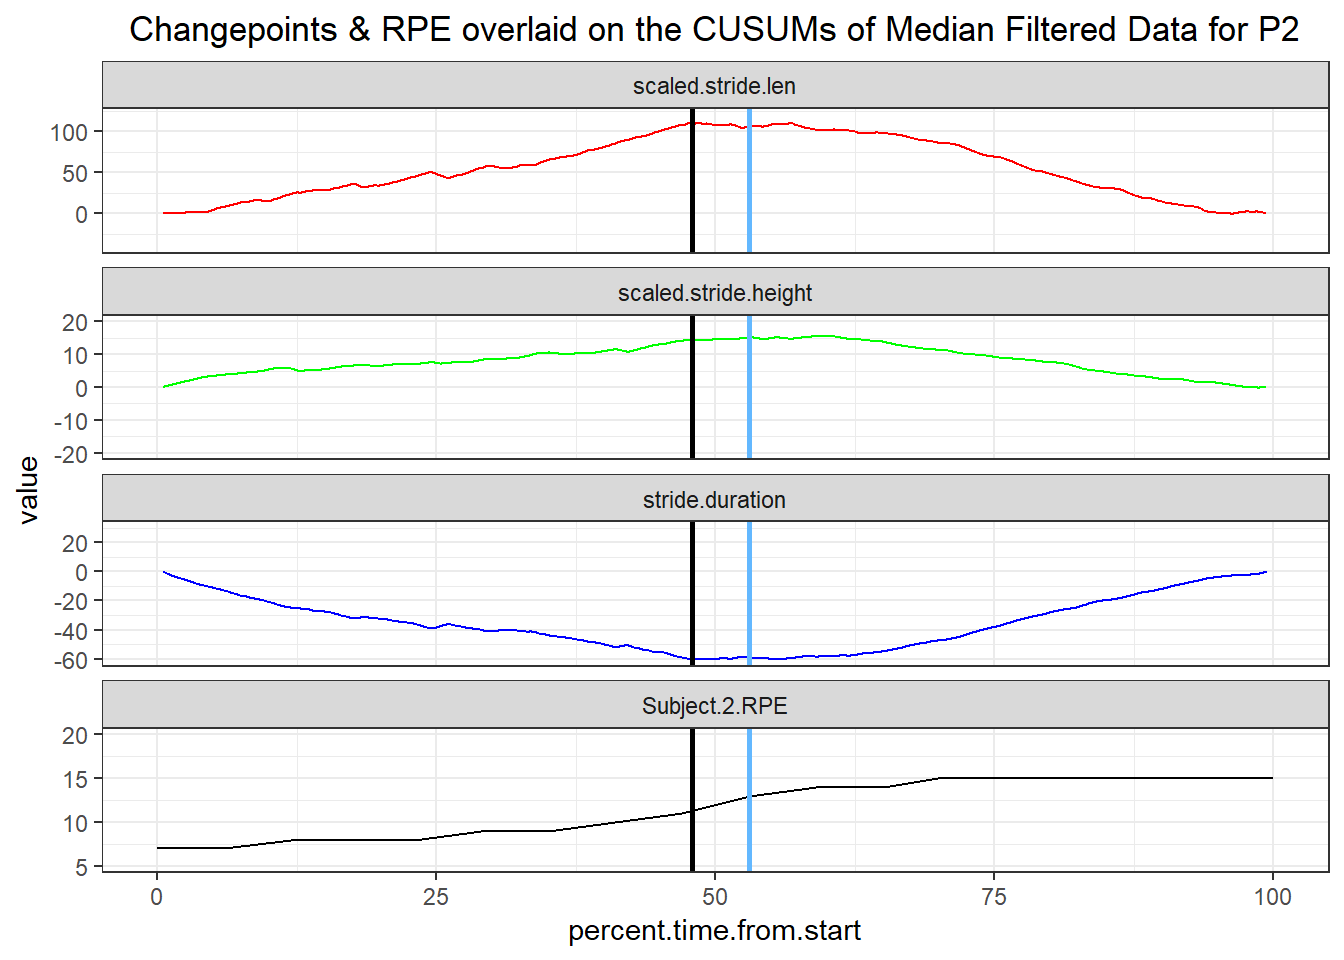 Changepoints & RPE overlaid on the CUSUMs of Median Filtered Data for P2
scaled.stride.len
100
50
0
scaled.stride.height
20
10
0
-10
-20
value
stride.duration
20
0
-20
-40
-60
Subject.2.RPE
20
15
10
5
0 25 50 75 100
percent.time.from.start